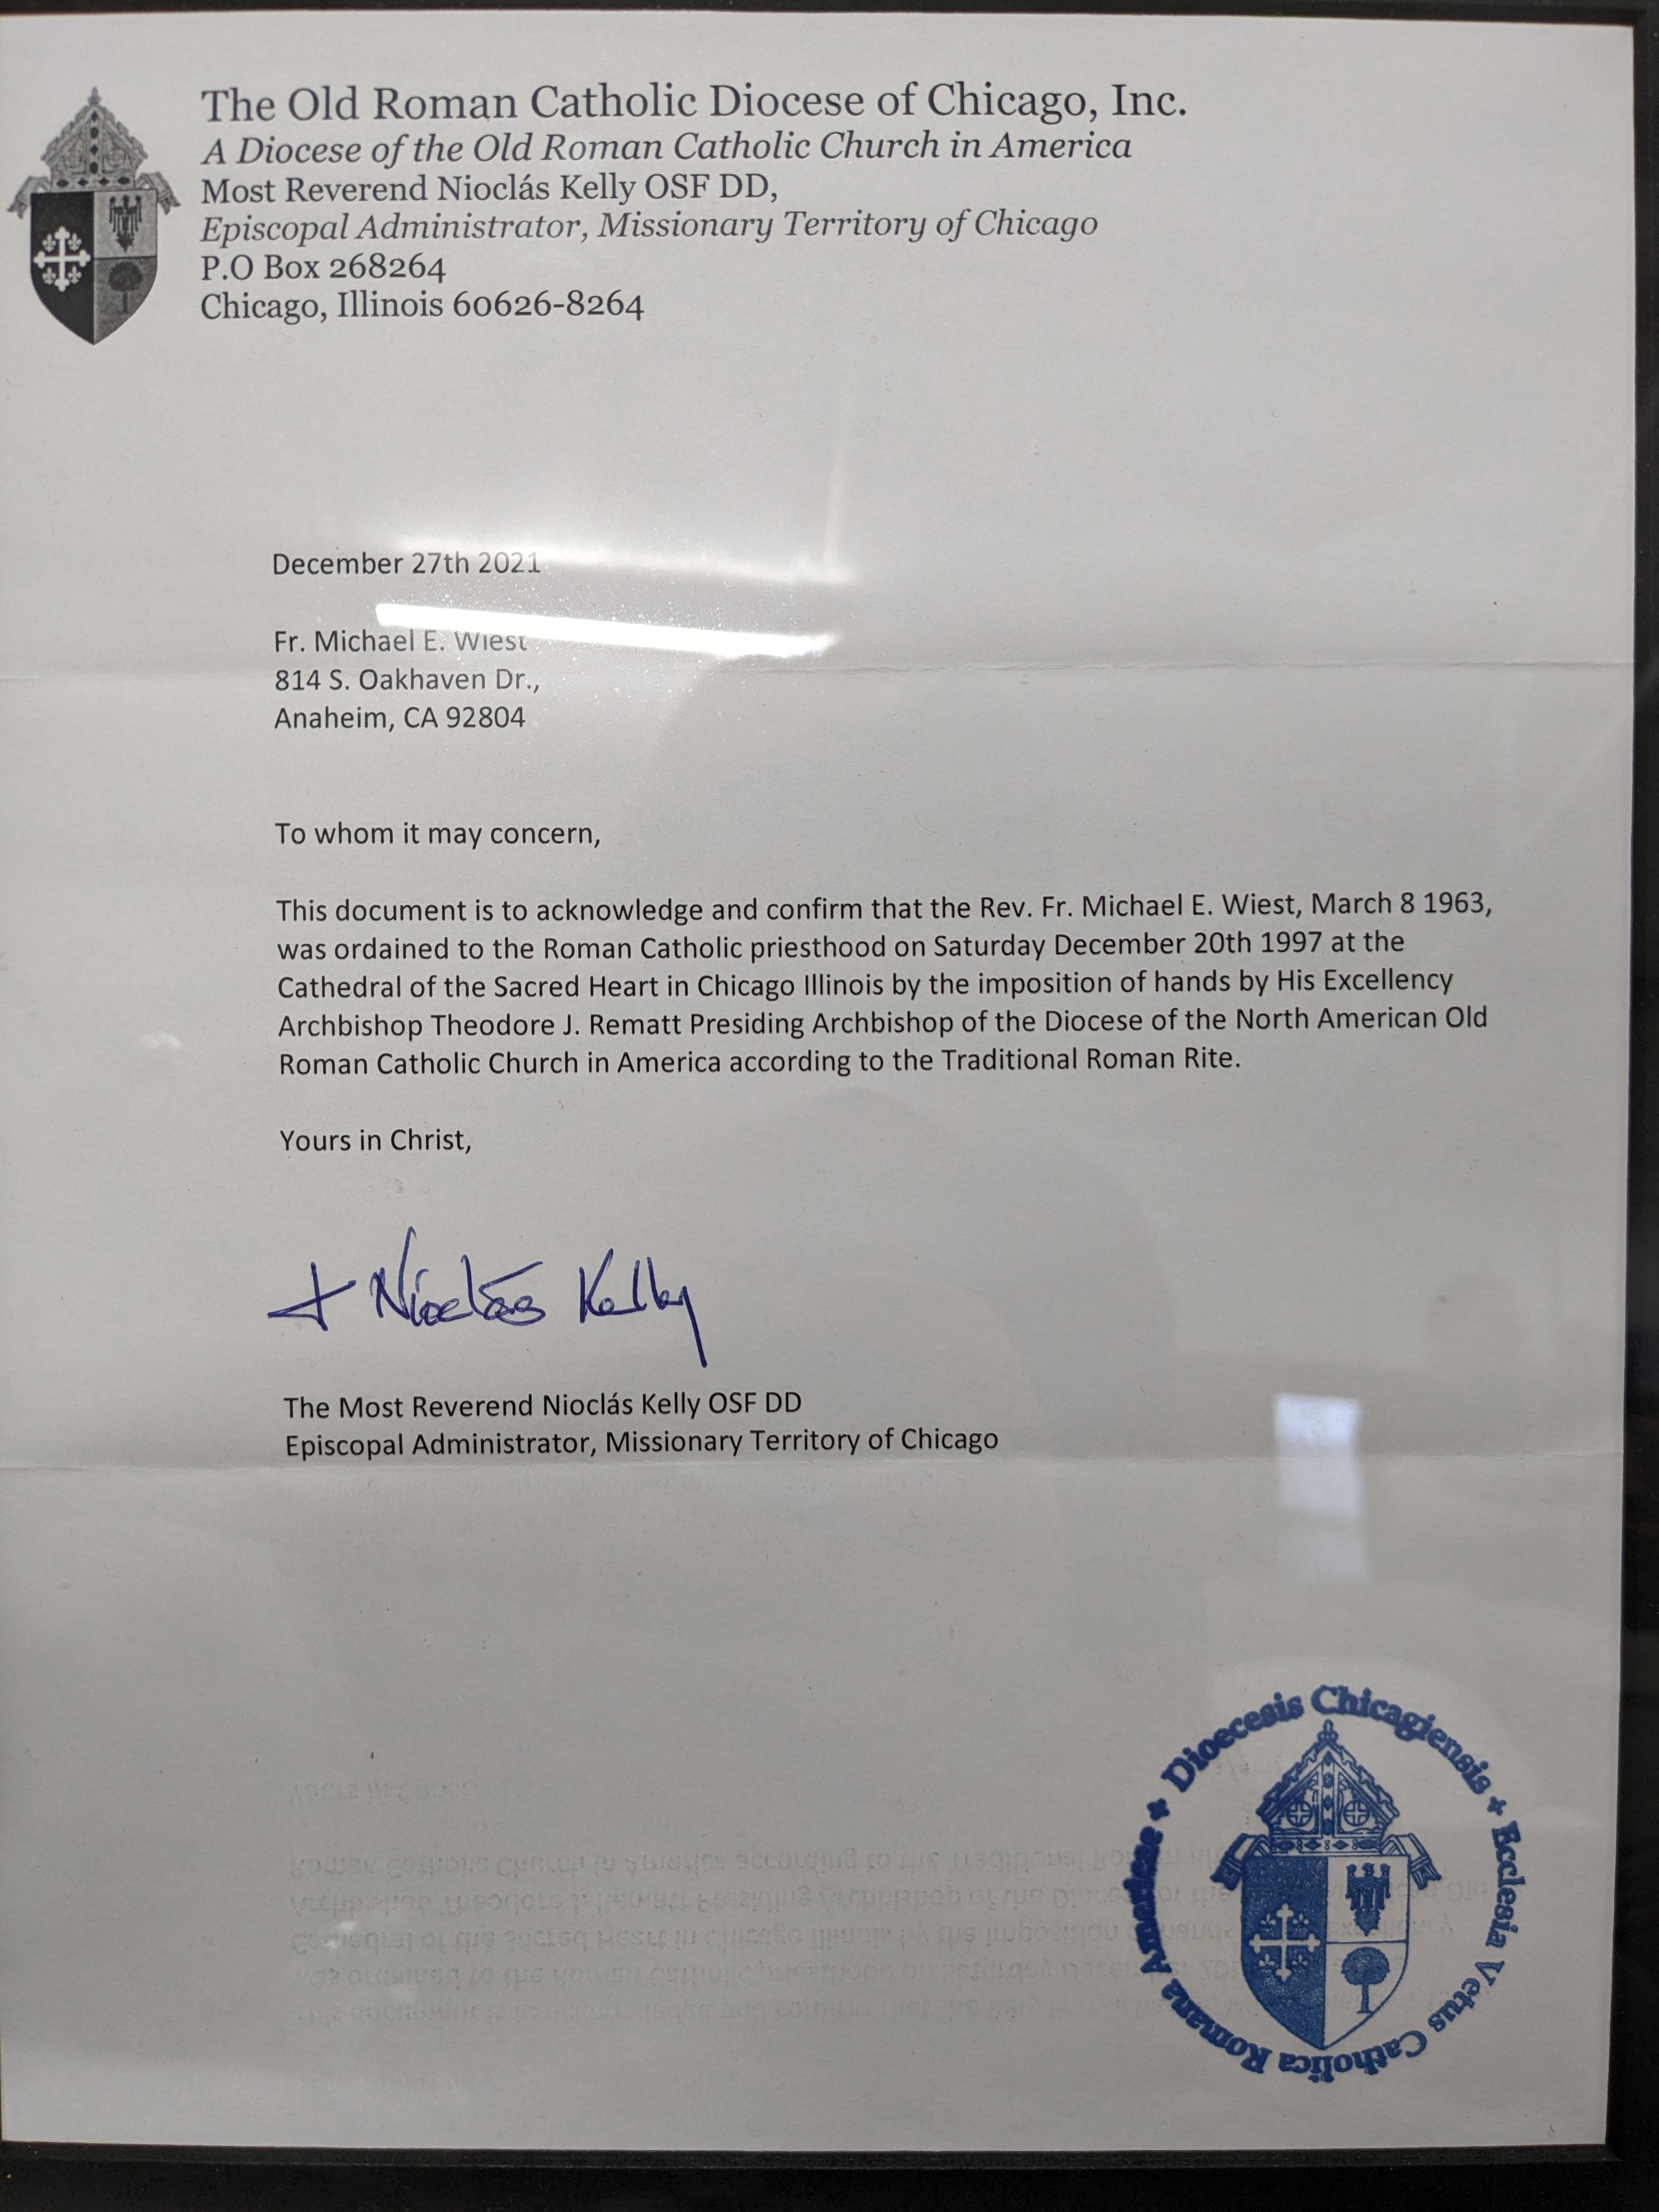 The Old Roman Catholic Diocese of Chicago, Inc.
A Diocese of the Old Roman Catholic Church in America
Most Reverend Nioclás Kelly OSF DD,
Episcopal Administrator, Missionary Territory of Chicago
P.O Box 268264
Chicago, Illinois 60626-8264
December 27th 2021
Fr. Michael E. Wiest
814 S. Oakhaven Dr.,
Anaheim, CA 92804
To whom it may concern,
This document is to acknowledge and confirm that the Rev. Fr. Michael E. Wiest, March 8 1963,
was ordained to the Roman Catholic priesthood on Saturday December 20th 1997 at the
Cathedral of the Sacred Heart in Chicago Illinois by the imposition of hands by His Excellency
Archbishop Theodore J. Rematt Presiding Archbishop of the Diocese of the North American Old
Roman Catholic Church in America according to the Traditional Roman Rite.
Yours in Christ,
+ Nioclás Kelly
The Most Reverend Nioclás Kelly OSF DD
Episcopal Administrator, Missionary Territory of Chicago
Dioecesis Chicagiensis + Ecclesia Vetus Catholica Romana Americae +